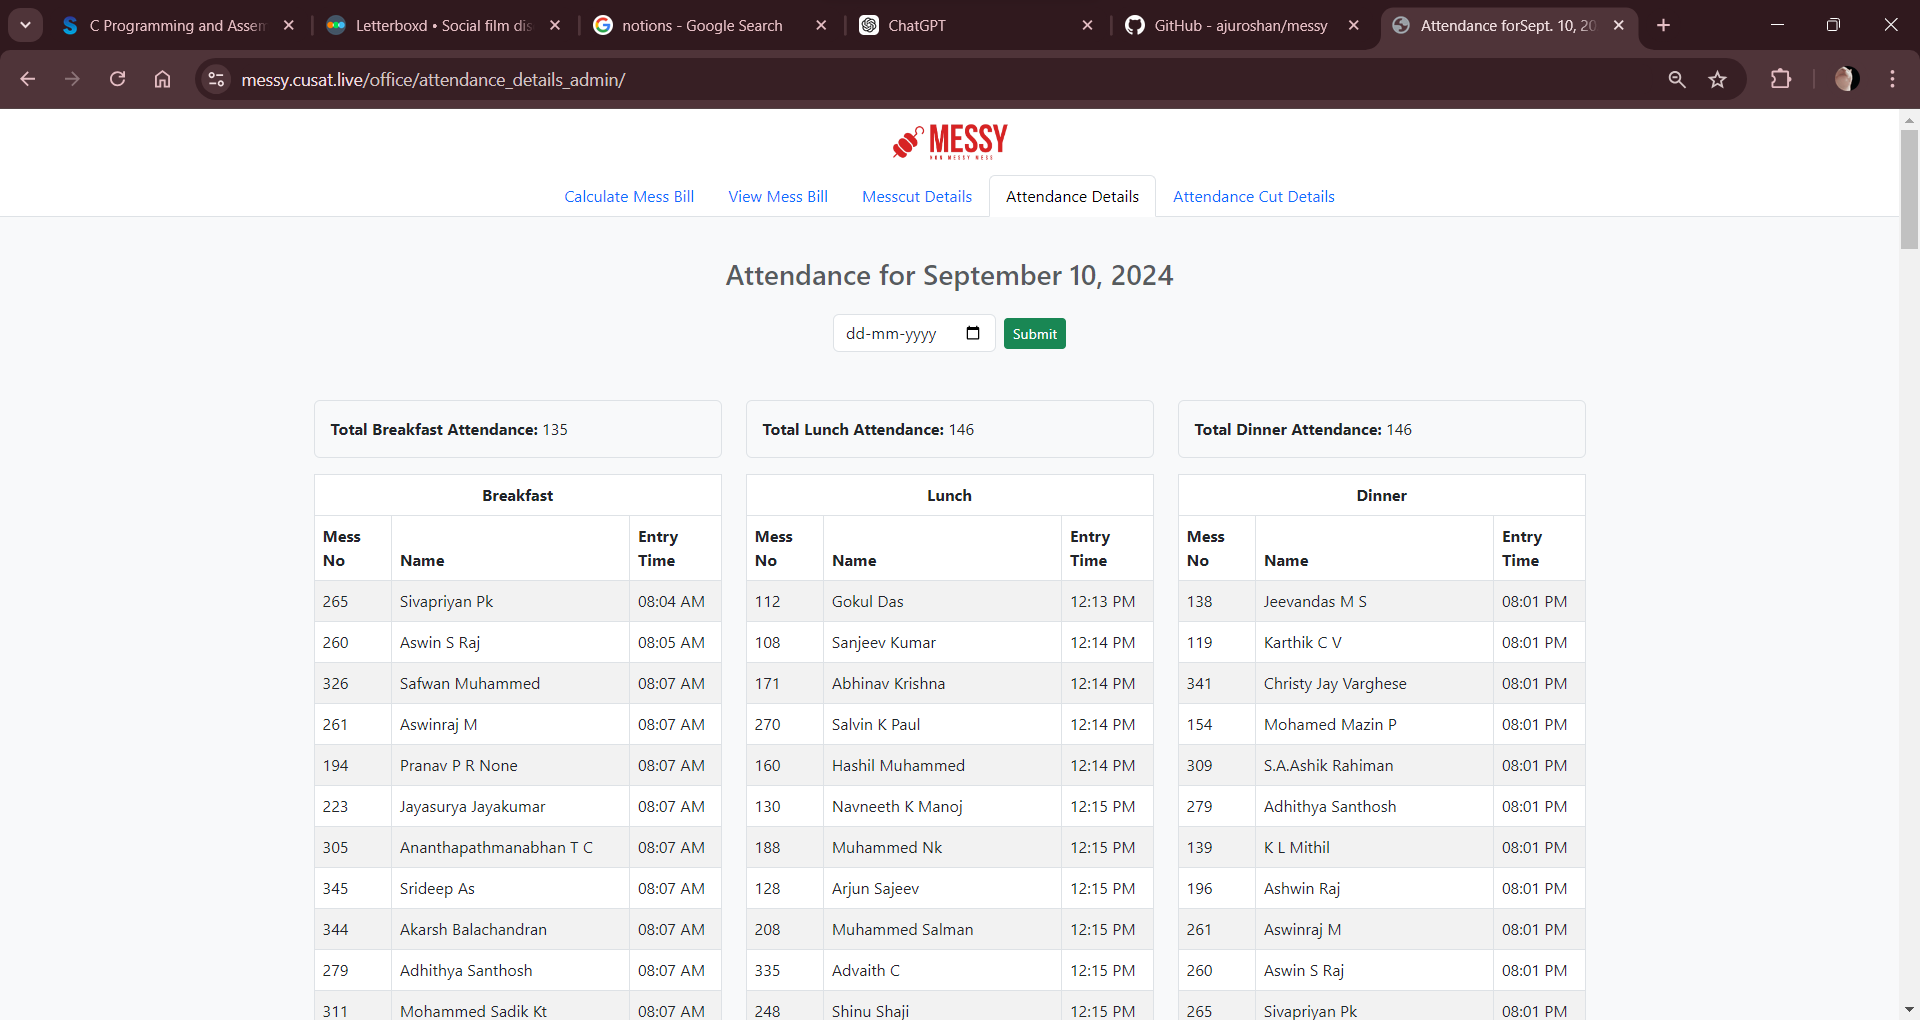 C Programming and Assem
Letterboxd • Social film dis
notions - Google Search
ChatGPT
GitHub - ajuroshan/messy
Attendance forSept. 10, 20
messy.cusat.live/office/attendance_details_admin/
MESSY
Calculate Mess Bill
View Mess Bill
Messcut Details
Attendance Details
Attendance Cut Details
Attendance for September 10, 2024
dd-mm-yyyy
Submit
Total Breakfast Attendance: 135
Total Lunch Attendance: 146
Total Dinner Attendance: 146
Breakfast
Mess No Name Entry Time
265 Sivapriyan Pk 08:04 AM
260 Aswin S Raj 08:05 AM
326 Safwan Muhammed 08:07 AM
261 Aswinraj M 08:07 AM
194 Pranav P R None 08:07 AM
223 Jayasurya Jayakumar 08:07 AM
305 Ananthapathmanabhan T C 08:07 AM
345 Srideep As 08:07 AM
344 Akarsh Balachandran 08:07 AM
279 Adhithya Santhosh 08:07 AM
311 Mohammed Sadik Kt 08:07 AM
Lunch
Mess No Name Entry Time
112 Gokul Das 12:13 PM
108 Sanjeev Kumar 12:14 PM
171 Abhinav Krishna 12:14 PM
270 Salvin K Paul 12:14 PM
160 Hashil Muhammed 12:14 PM
130 Navneeth K Manoj 12:15 PM
188 Muhammed Nk 12:15 PM
128 Arjun Sajeev 12:15 PM
208 Muhammed Salman 12:15 PM
335 Advaith C 12:15 PM
248 Shinu Shaji 12:15 PM
Dinner
Mess No Name Entry Time
138 Jeevandas M S 08:01 PM
119 Karthik C V 08:01 PM
341 Christy Jay Varghese 08:01 PM
154 Mohamed Mazin P 08:01 PM
309 S.A.Ashik Rahiman 08:01 PM
279 Adhithya Santhosh 08:01 PM
139 K L Mithil 08:01 PM
196 Ashwin Raj 08:01 PM
261 Aswinraj M 08:01 PM
260 Aswin S Raj 08:01 PM
265 Sivapriyan Pk 08:01 PM